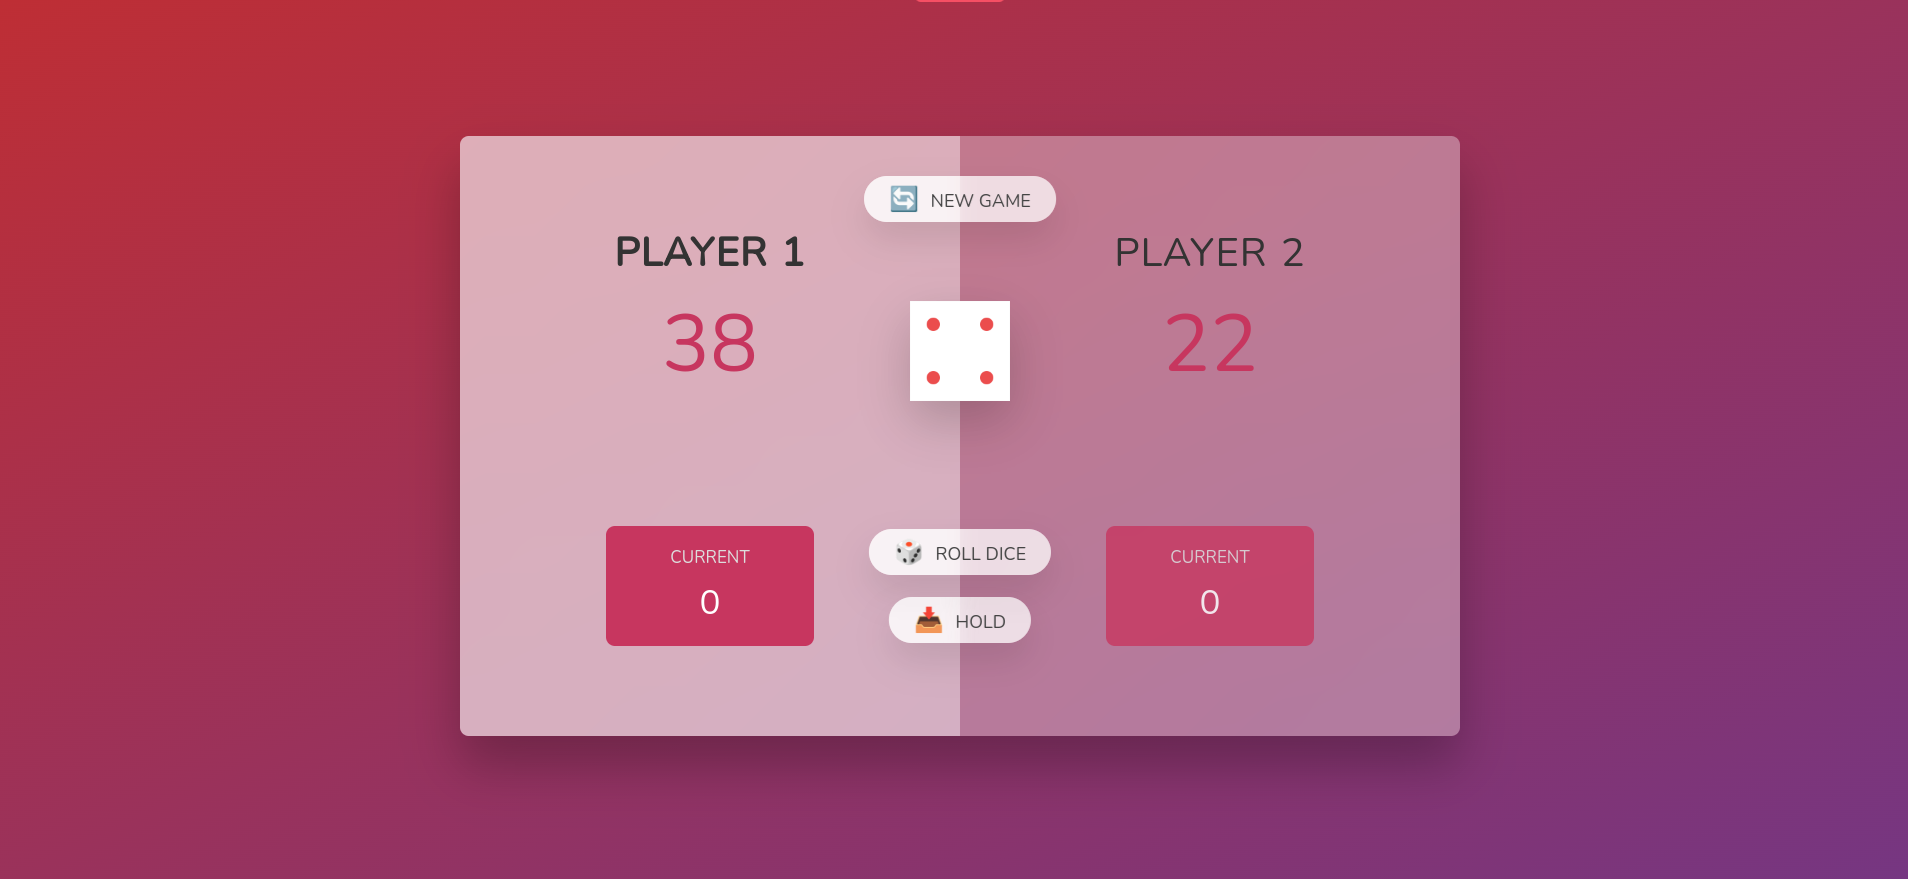 NEW GAME
PLAYER 1
38
CURRENT
0
PLAYER 2
22
CURRENT
0
ROLL DICE
HOLD